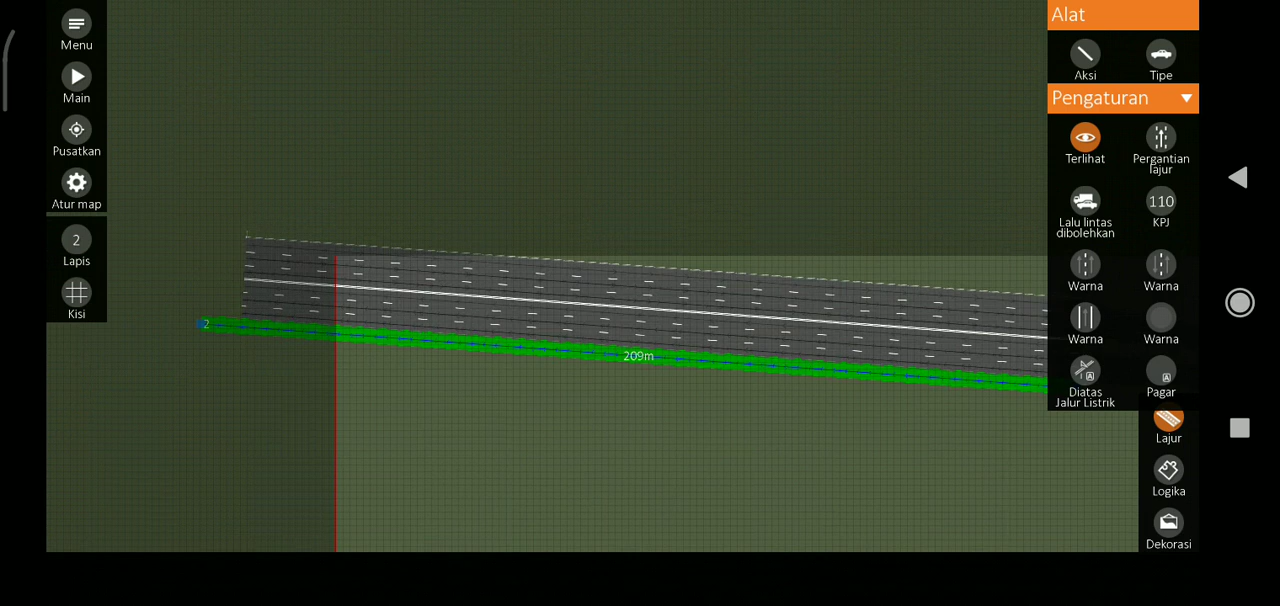 Menu
Main
Pusatkan
Atur map
2
Lapis
Kisi
2
209m
Alat
Aksi
Tipe
Pengaturan
Terlihat
Pergantian
lajur
Lalu lintas
dibolehkan
110
KPJ
Warna
Warna
Warna
Warna
A
Diatas
Jalur Listrik
A
Pagar
Lajur
Logika
Dekorasi